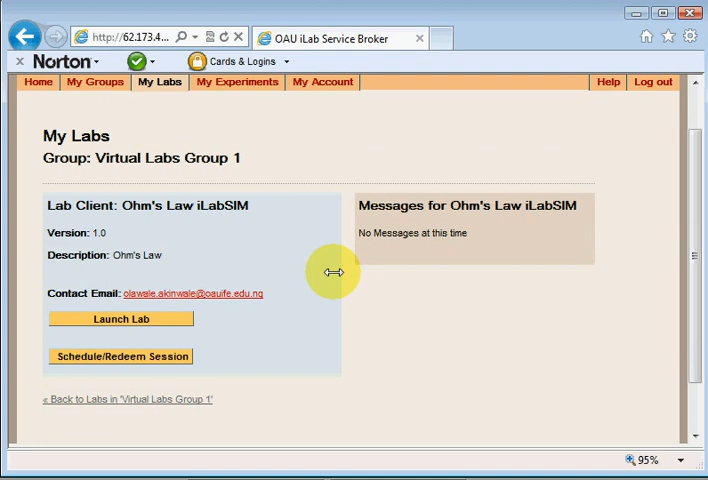 http://62.173.4...
OAU iLab Service Broker
Norton
Cards & Logins
Home
My Groups
My Labs
My Experiments
My Account
Help
Log out
My Labs
Group: Virtual Labs Group 1
Lab Client: Ohm's Law iLabSIM
Version: 1.0
Description: Ohm's Law
Contact Email: olawale.akinwale@oauife.edu.ng
Launch Lab
Schedule/Redeem Session
Messages for Ohm's Law iLabSIM
No Messages at this time
« Back to Labs in 'Virtual Labs Group 1'
95%